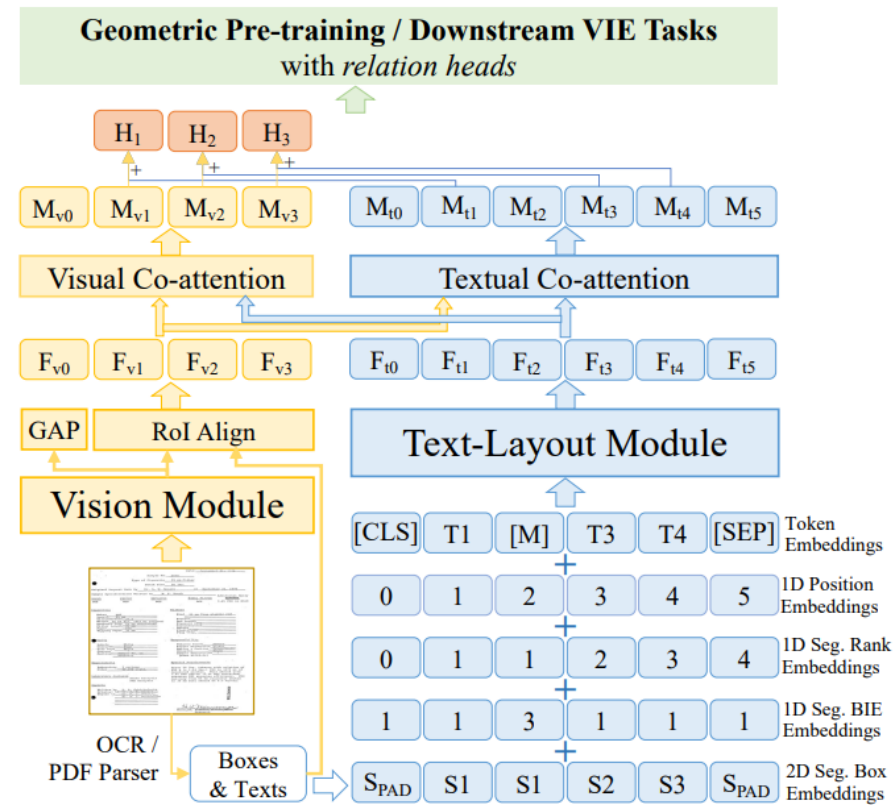 Geometric Pre-training / Downstream VIE Tasks
with relation heads
H1 H2 H3
+ + +
Mv0 Mv1 Mv2 Mv3 Mt0 Mt1 Mt2 Mt3 Mt4 Mt5
Visual Co-attention Textual Co-attention
Fv0 Fv1 Fv2 Fv3 Ft0 Ft1 Ft2 Ft3 Ft4 Ft5
GAP RoI Align
Text-Layout Module
Vision Module
[CLS] T1 [M] T3 T4 [SEP] Token
Embeddings
+
0 1 2 3 4 5 1D Position
Embeddings
+
0 1 1 2 3 4 1D Seg. Rank
Embeddings
+
1 1 3 1 1 1 1D Seg. BIE
Embeddings
+
OCR /
PDF Parser
Boxes
& Texts
SPAD S1 S1 S2 S3 SPAD 2D Seg. Box
Embeddings